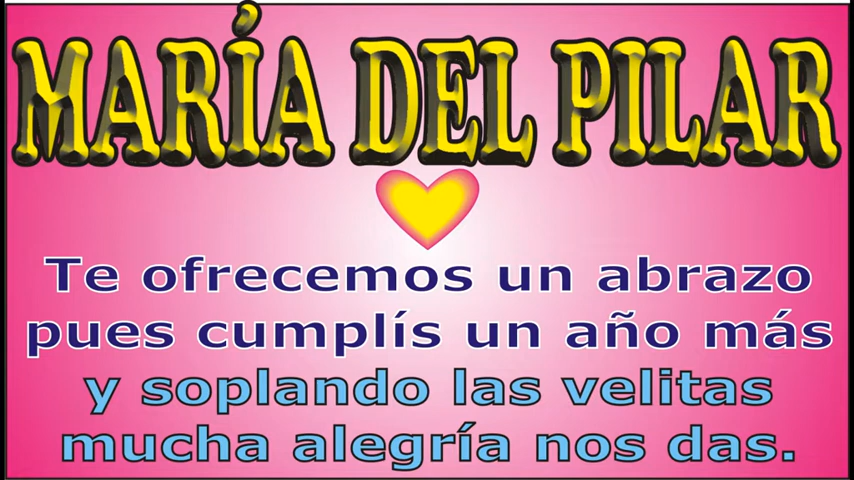 MARÍA DEL PILAR
Te ofrecemos un abrazo
pues cumplís un año más
y soplando las velitas
mucha alegría nos das.